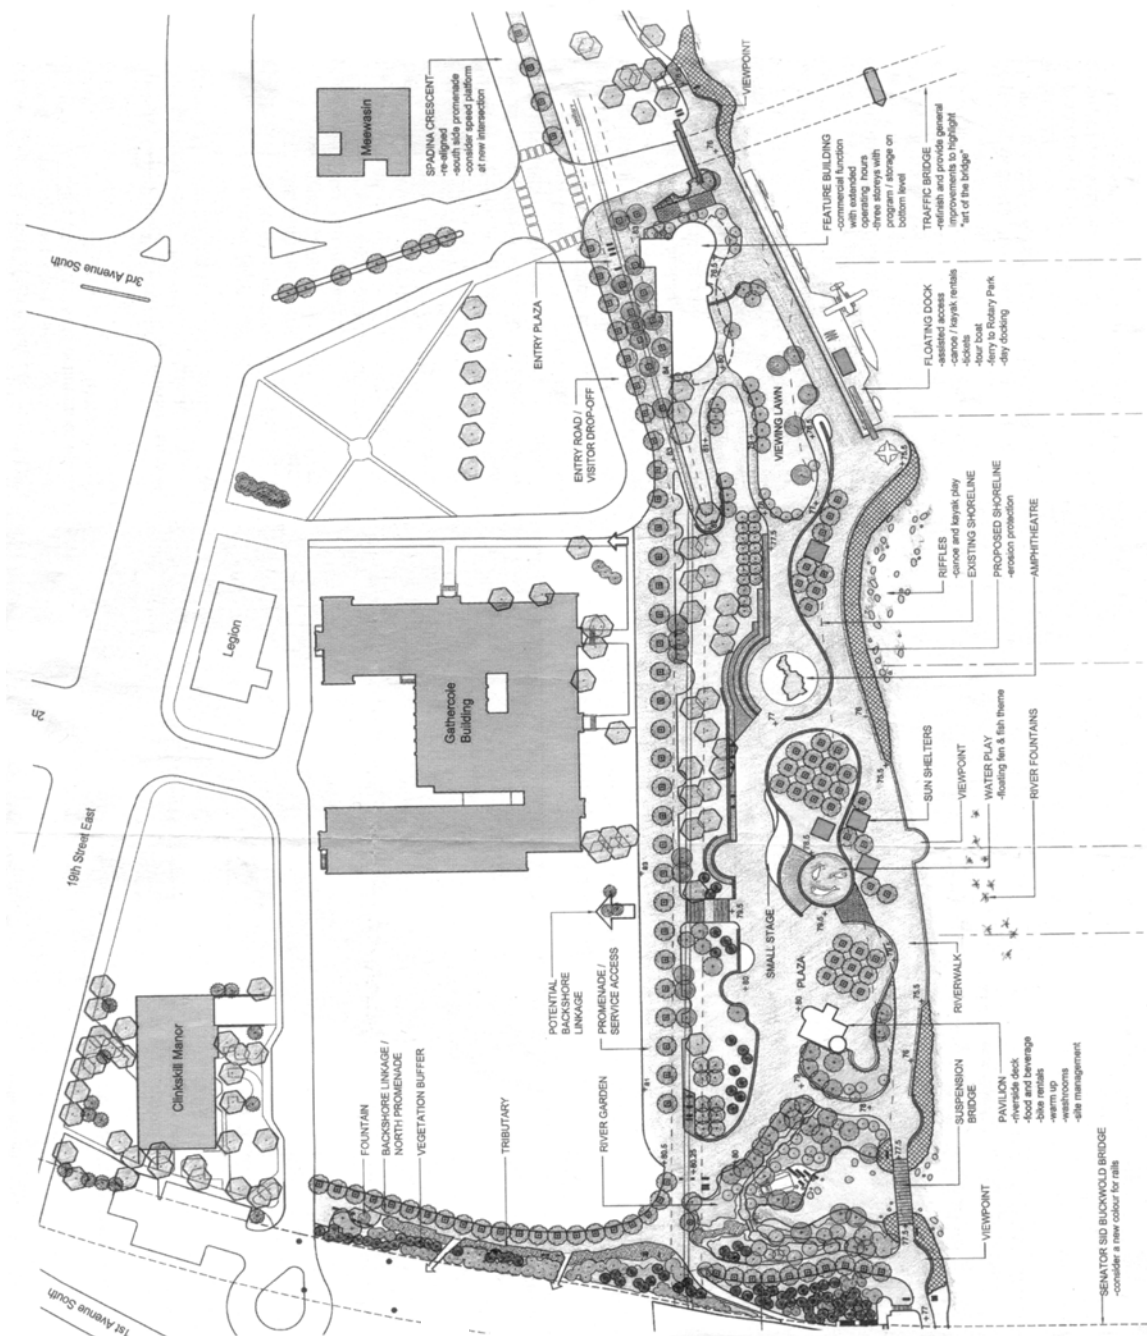 Meewasin
SPADINA CRESCENT
-re-aligned
-south side promenade
-consider speed platform
at new intersection
VIEWPOINT
3rd Avenue South
ENTRY PLAZA
ENTRY ROAD /
VISITOR DROP-OFF
FEATURE BUILDING
-commercial function
with extended
operating hours
-three storeys with
program / storage on
bottom level
TRAFFIC BRIDGE
-refinish and provide general
improvements to highlight
"art of the bridge"
FLOATING DOCK
-assisted access
-canoe / kayak rentals
-tickets
-tour boat
-ferry to Rotary Park
-day docking
VIEWING LAWN
Legion
RIFFLES
-canoe and kayak play
EXISTING SHORELINE
PROPOSED SHORELINE
-erosion protection
AMPHITHEATRE
2n
Gathercole
Building
19th Street East
SUN SHELTERS
VIEWPOINT
WATER PLAY
-floating fen & fish theme
RIVER FOUNTAINS
SMALL STAGE
PLAZA
POTENTIAL
BACKSHORE
LINKAGE
PROMENADE /
SERVICE ACCESS
RIVERWALK
Clinkskill Manor
FOUNTAIN
BACKSHORE LINKAGE /
NORTH PROMENADE
VEGETATION BUFFER
TRIBUTARY
RIVER GARDEN
SUSPENSION
BRIDGE
PAVILION
-riverside deck
-food and beverage
-bike rentals
-warm up
-washrooms
-site management
VIEWPOINT
SENATOR SID BUCKWOLD BRIDGE
-consider a new colour for rails
1st Avenue South